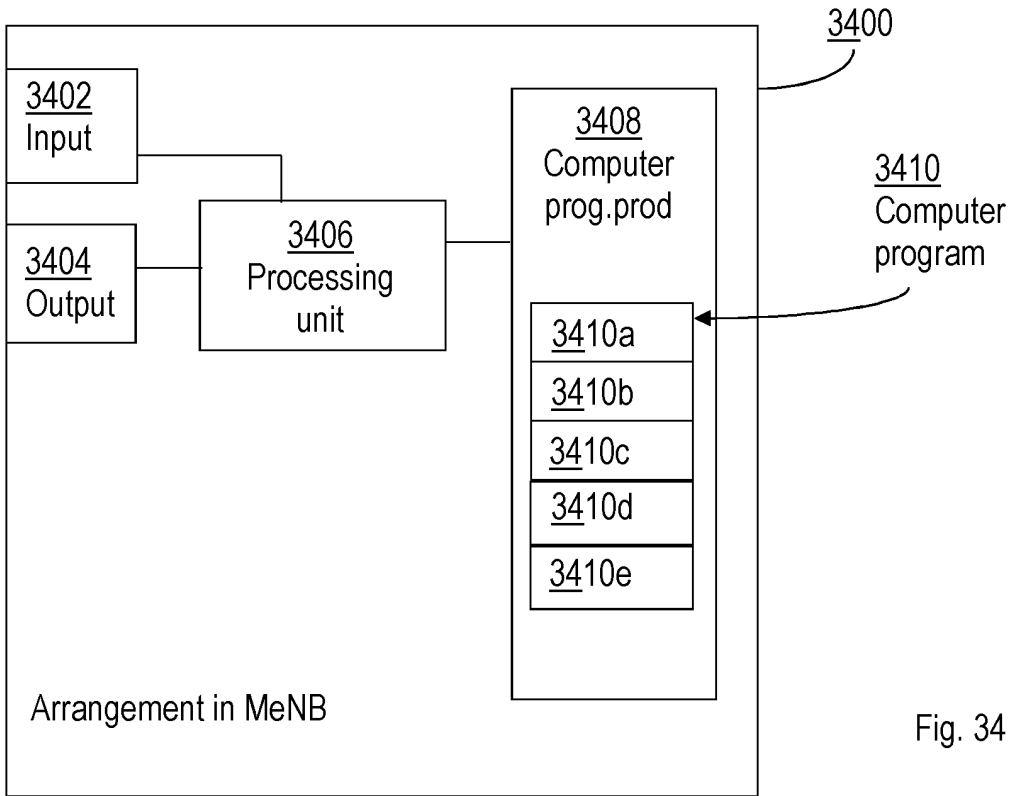 3400
3402
Input
3404
Output
3406
Processing
unit
3408
Computer
prog.prod
3410
Computer
program
3410a
3410b
3410c
3410d
3410e
Arrangement in MeNB
Fig. 34